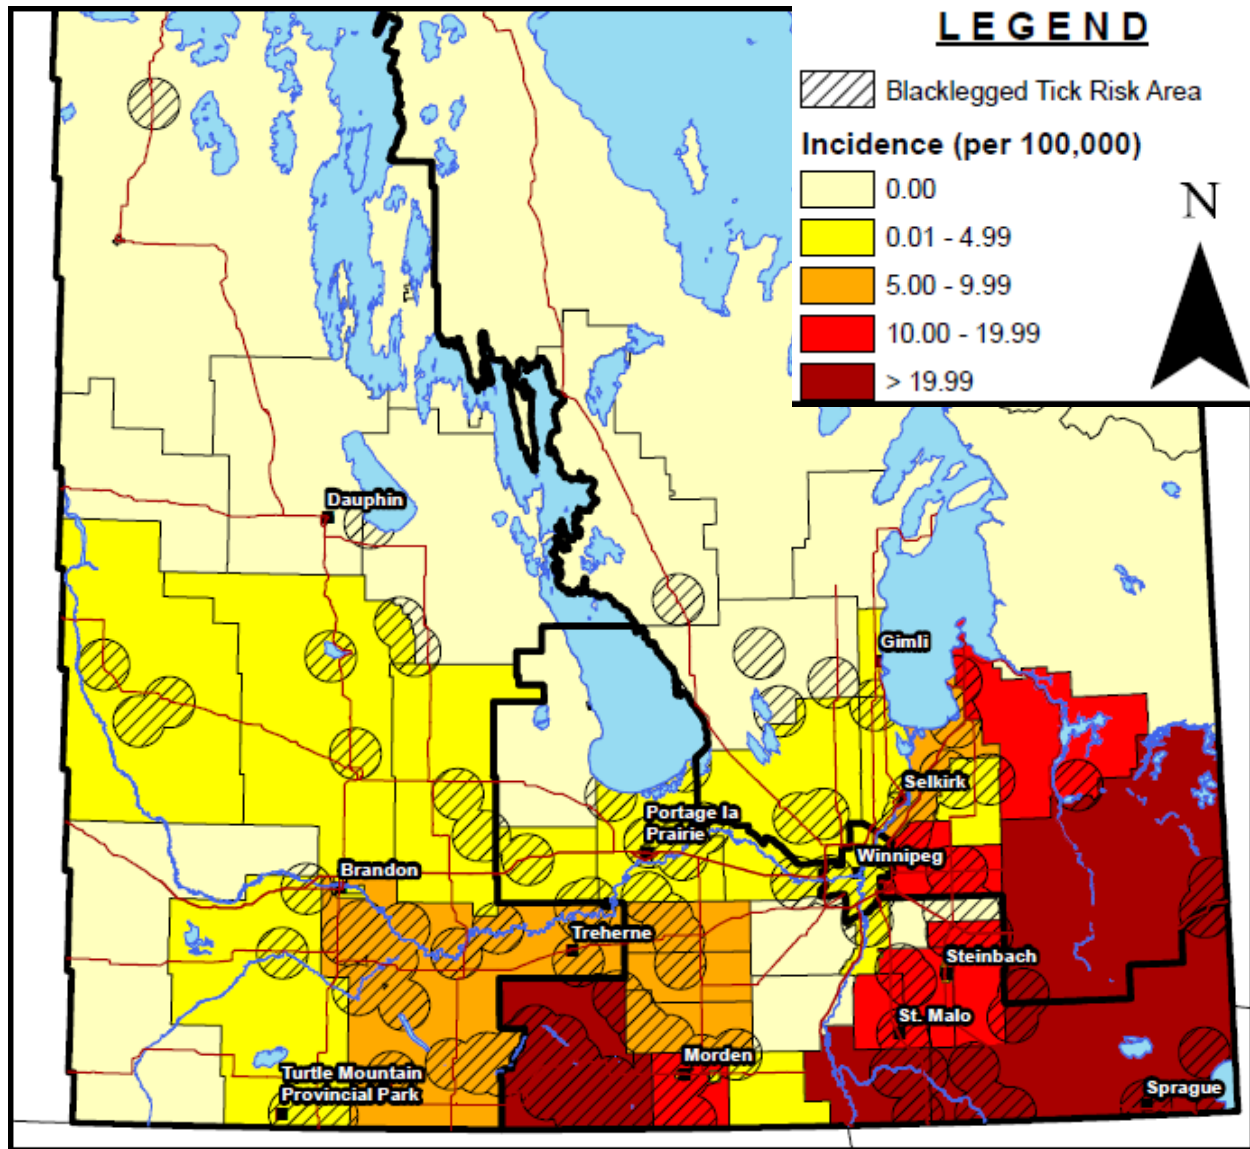 LEGEND
Blacklegged Tick Risk Area
Incidence (per 100,000)
0.00
0.01 - 4.99
5.00 - 9.99
10.00 - 19.99
> 19.99
N
Dauphin
Gimli
Selkirk
Portage la
Prairie
Winnipeg
Brandon
Treherne
Steinbach
St. Malo
Morden
Turtle Mountain
Provincial Park
Sprague